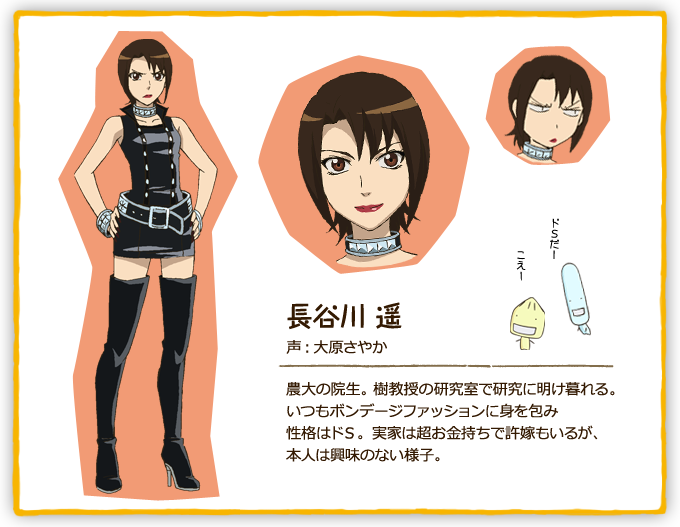 ドSだー
こえー
長谷川 遥
声：大原さやか
農大の院生。樹教授の研究室で研究に明け暮れる。
いつもボンデージファッションに身を包み
性格はドS。実家は超お金持ちで許嫁もいるが、
本人は興味のない様子。